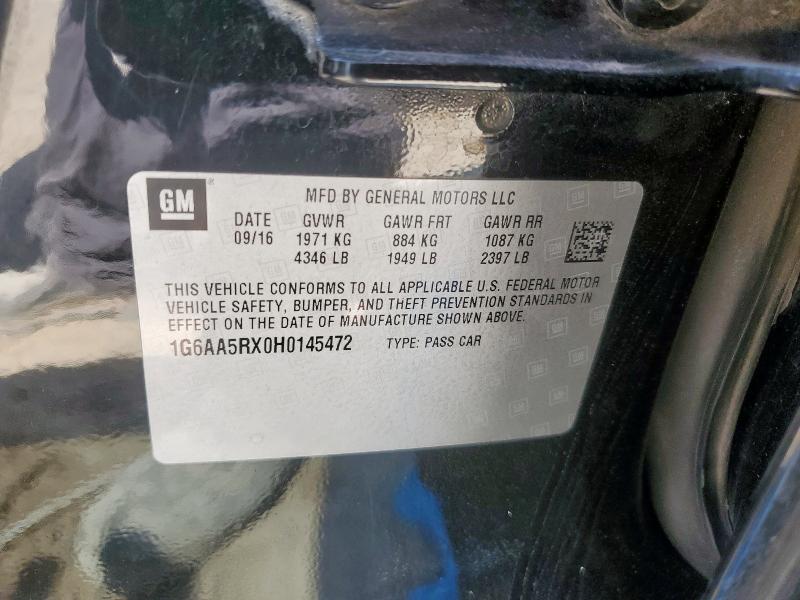 GM
MFD BY GENERAL MOTORS LLC
DATE GVWR GAWR FRT GAWR RR
09/16 1971 KG 884 KG 1087 KG
4346 LB 1949 LB 2397 LB
THIS VEHICLE CONFORMS TO ALL APPLICABLE U.S. FEDERAL MOTOR
VEHICLE SAFETY, BUMPER, AND THEFT PREVENTION STANDARDS IN
EFFECT ON THE DATE OF MANUFACTURE SHOWN ABOVE.
1G6AA5RX0H0145472 TYPE: PASS CAR